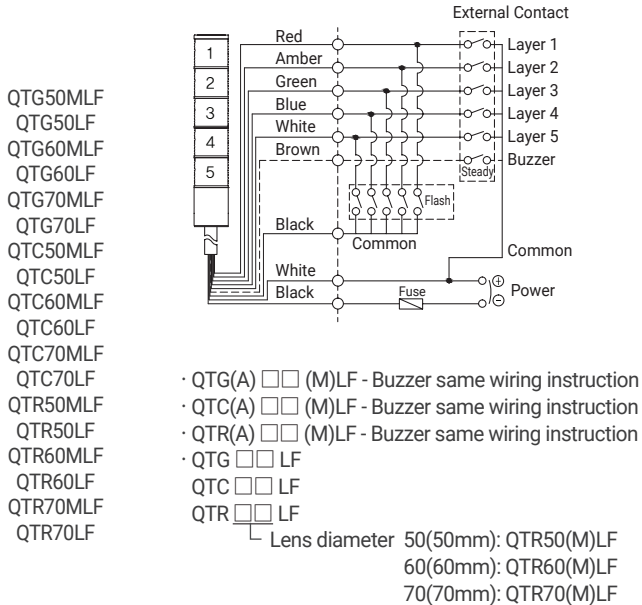 External Contact
Red
Layer 1
Amber
Layer 2
Green
Layer 3
Blue
Layer 4
White
Layer 5
Brown
Buzzer
Steady
Flash
1
2
3
4
5
Black
Common
Common
White
Black
Fuse
⊕
⊖
Power
QTG50MLF
QTG50LF
QTG60MLF
QTG60LF
QTG70MLF
QTG70LF
QTC50MLF
QTC50LF
QTC60MLF
QTC60LF
QTC70MLF
QTC70LF
QTR50MLF
QTR50LF
QTR60MLF
QTR60LF
QTR70MLF
QTR70LF
· QTG(A) □□ (M)LF - Buzzer same wiring instruction
· QTC(A) □□ (M)LF - Buzzer same wiring instruction
· QTR(A) □□ (M)LF - Buzzer same wiring instruction
· QTG □□ LF
QTC □□ LF
QTR □□ LF
Lens diameter 50(50mm): QTR50(M)LF
60(60mm): QTR60(M)LF
70(70mm): QTR70(M)LF